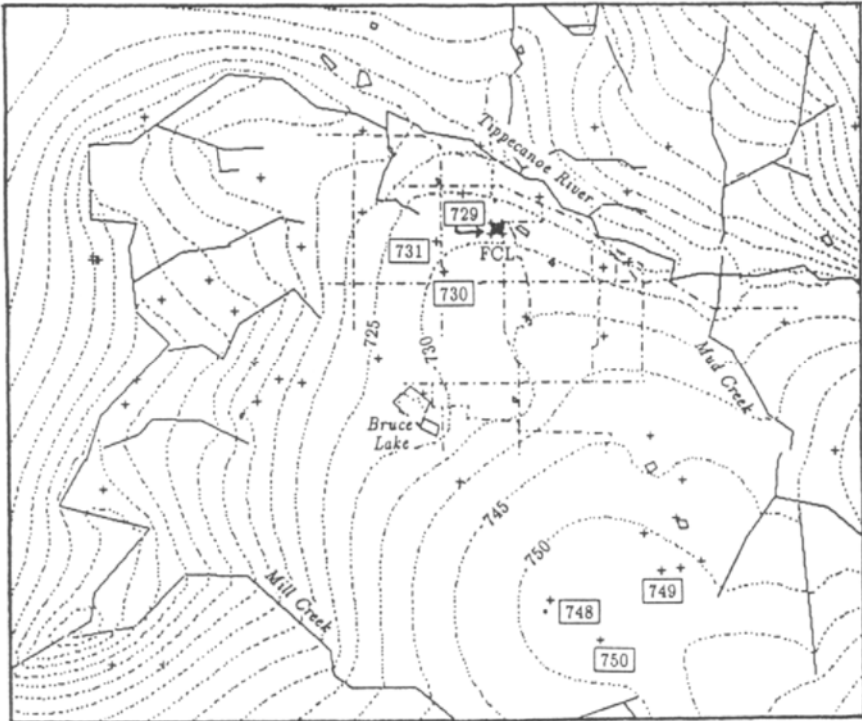 Tippecanoe River
729
731
FCL
730
725
730
Mud Creek
Bruce
Lake
745
750
Mill Creek
748
749
750